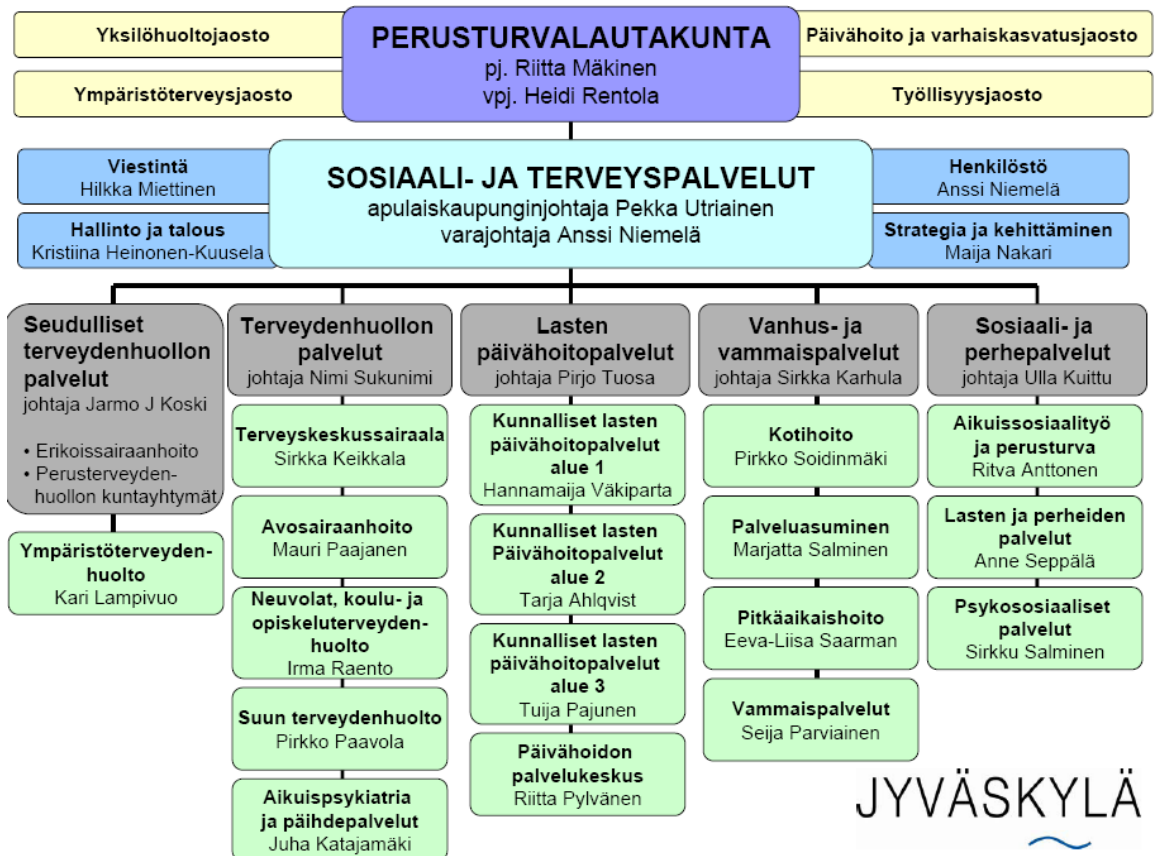 Yksilöhuoltojaosto
Ympäristöterveysjaosto
PERUSTURVALAUTAKUNTA
pj. Riitta Mäkinen
vpj. Heidi Rentola
Päivähoito ja varhaiskasvatusjaosto
Työllisyysjaosto
Viestintä
Hilkka Miettinen
Hallinto ja talous
Kristiina Heinonen-Kuusela
SOSIAALI- JA TERVEYSPALVELUT
apulaiskaupunginjohtaja Pekka Utriainen
varajohtaja Anssi Niemelä
Henkilöstö
Anssi Niemelä
Strategia ja kehittäminen
Maija Nakari
Seudulliset
terveydenhuollon
palvelut
johtaja Jarmo J Koski
• Erikoissairaanhoito
• Perusterveyden-
huollon kuntayhtymät
Ympäristöterveyden-
huolto
Kari Lampivuo
Terveydenhuollon
palvelut
johtaja Nimi Sukunimi
Terveyskeskussairaala
Sirkka Keikkala
Avosairaanhoito
Mauri Paajanen
Neuvolat, koulu- ja
opiskeluterveyden-
huolto
Irma Raento
Suun terveydenhuolto
Pirkko Paavola
Aikuispsykiatria
ja päihdepalvelut
Juha Katajamäki
Lasten
päivähoitopalvelut
johtaja Pirjo Tuosa
Kunnalliset lasten
päivähoitopalvelut
alue 1
Hannamaija Väkiparta
Kunnalliset lasten
Päivähoitopalvelut
alue 2
Tarja Ahlqvist
Kunnalliset lasten
päivähoitopalvelut
alue 3
Tuija Pajunen
Päivähoidon
palvelukeskus
Riitta Pylvänen
Vanhus- ja
vammaispalvelut
johtaja Sirkka Karhula
Kotihoito
Pirkko Soidinmäki
Palveluasuminen
Marjatta Salminen
Pitkäaikaishoito
Eeva-Liisa Saarman
Vammaispalvelut
Seija Parviainen
Sosiaali- ja
perhepalvelut
johtaja Ulla Kuittu
Aikuissosiaalityö
ja perusturva
Ritva Anttonen
Lasten ja perheiden
palvelut
Anne Seppälä
Psykososiaaliset
palvelut
Sirkku Salminen
JYVÄSKYLÄ